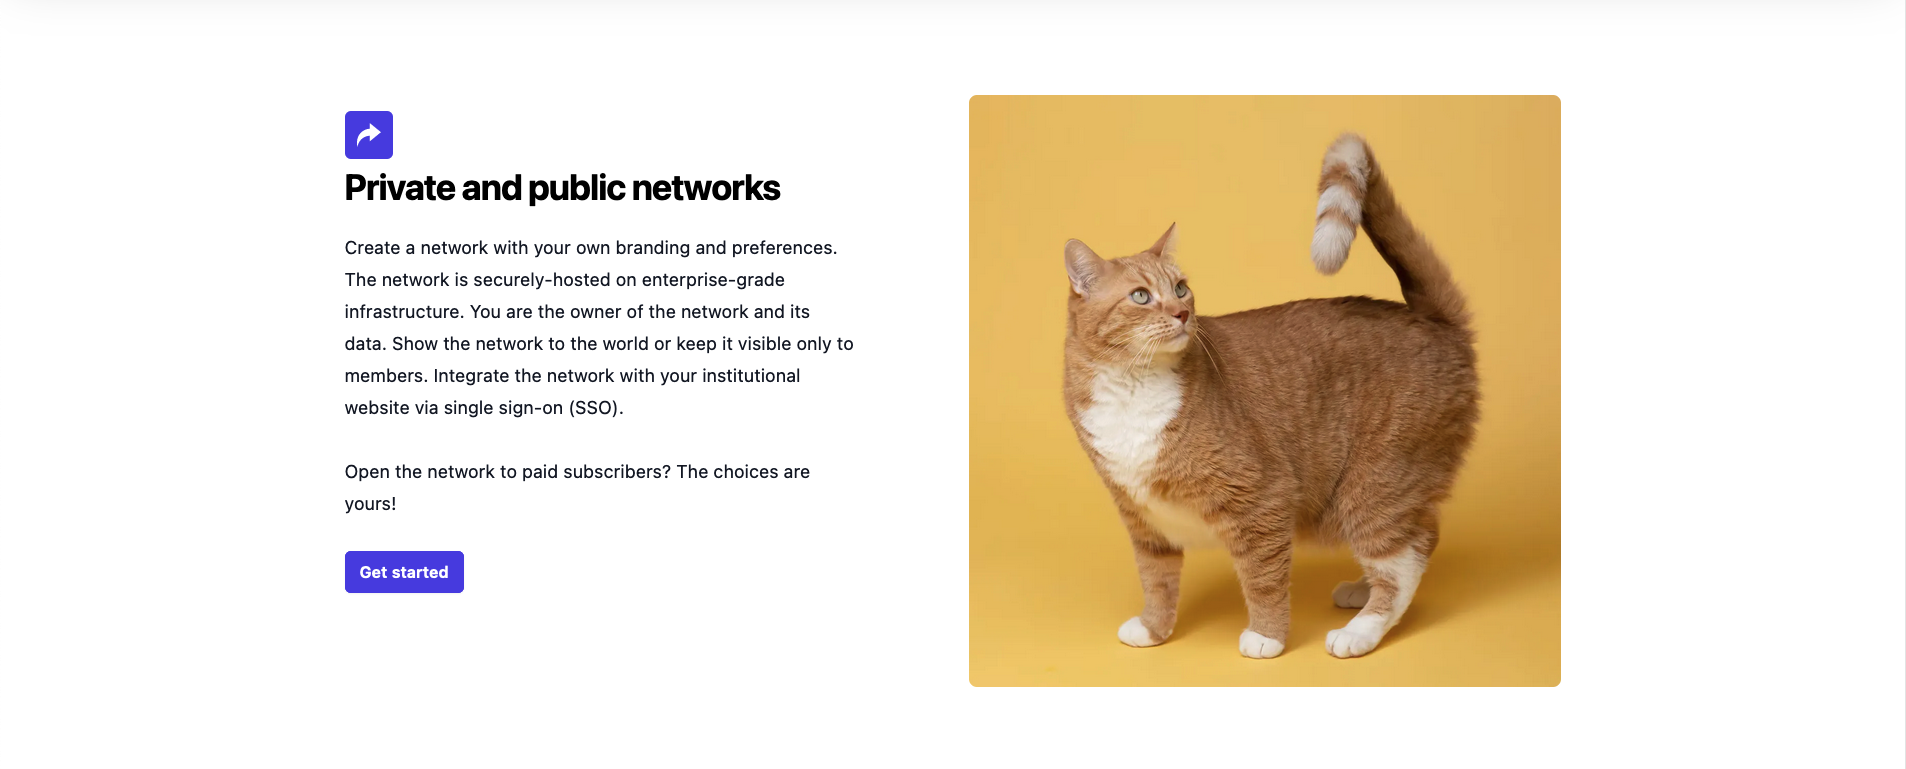 Private and public networks
Create a network with your own branding and preferences.
The network is securely-hosted on enterprise-grade
infrastructure. You are the owner of the network and its
data. Show the network to the world or keep it visible only to
members. Integrate the network with your institutional
website via single sign-on (SSO).
Open the network to paid subscribers? The choices are
yours!
Get started